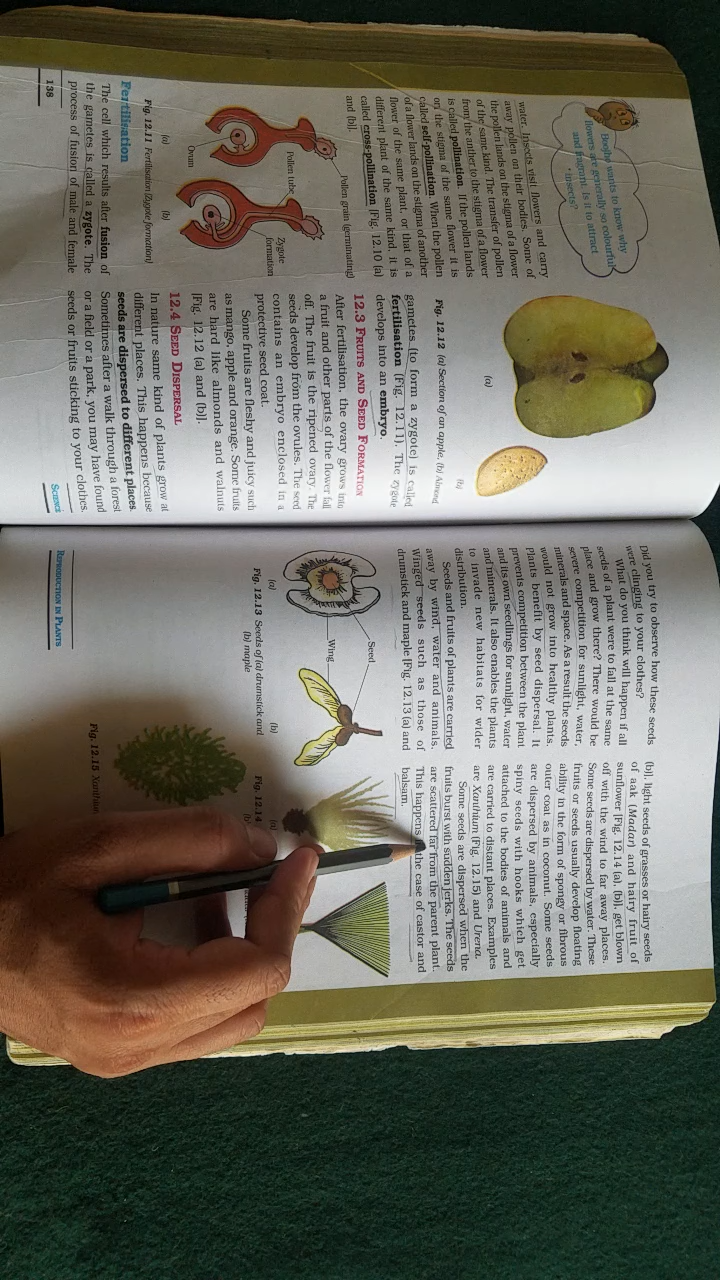 Boojho wants to know why
flowers are generally so colourful
and fragrant. Is it to attract
insects?
water. Insects visit flowers and carry
away pollen on their bodies. Some of
the pollen lands on the stigma of a flower
of the same kind. The transfer of pollen
from the anther to the stigma of a flower
is called pollination. If the pollen lands
on the stigma of the same flower it is
called self-pollination. When the pollen
of a flower lands on the stigma of another
flower of the same plant, or that of a
different plant of the same kind, it is
called cross-pollination [Fig. 12.10 (a)
and (b)].
Pollen grain (germinating)
Pollen tube
Zygote
formation
Ovum
(a)
(b)
Fig. 12.11 Fertilisation (Zygote formation)
Fertilisation
The cell which results after fusion of
the gametes is called a zygote. The
process of fusion of male and female
138
(a)
(b)
Fig. 12.12 (a) Section of an apple, (b) Almond
gametes (to form a zygote) is called
fertilisation (Fig. 12.11). The zygote
develops into an embryo.
12.3 FRUITS AND SEED FORMATION
After fertilisation, the ovary grows into
a fruit and other parts of the flower fall
off. The fruit is the ripened ovary. The
seeds develop from the ovules. The seed
contains an embryo enclosed in a
protective seed coat.
Some fruits are fleshy and juicy such
as mango, apple and orange. Some fruits
are hard like almonds and walnuts
[Fig. 12.12 (a) and (b)].
12.4 SEED DISPERSAL
In nature same kind of plants grow at
different places. This happens because
seeds are dispersed to different places.
Sometimes after a walk through a forest
or a field or a park, you may have found
seeds or fruits sticking to your clothes.
SCIENCE
Did you try to observe how these seeds
were clinging to your clothes?
What do you think will happen if all
seeds of a plant were to fall at the same
place and grow there? There would be
severe competition for sunlight, water,
minerals and space. As a result the seeds
would not grow into healthy plants.
Plants benefit by seed dispersal. It
prevents competition between the plant
and its own seedlings for sunlight, water
and minerals. It also enables the plants
to invade new habitats for wider
distribution.
Seeds and fruits of plants are carried
away by wind, water and animals.
Winged seeds such as those of
drumstick and maple [Fig. 12.13 (a) and
Seed
Wing
(a)
(b)
Fig. 12.13 Seeds of (a) drumstick and
(b) maple
REPRODUCTION IN PLANTS
(b)], light seeds of grasses or hairy seeds
of aak (Madar) and hairy fruit of
sunflower [Fig. 12.14 (a), (b)], get blown
off with the wind to far away places.
Some seeds are dispersed by water. These
fruits or seeds usually develop floating
ability in the form of spongy or fibrous
outer coat as in coconut. Some seeds
are dispersed by animals, especially
spiny seeds with hooks which get
attached to the bodies of animals and
are carried to distant places. Examples
are Xanthium (Fig. 12.15) and Urena.
Some seeds are dispersed when the
fruits burst with sudden jerks. The seeds
are scattered far from the parent plant.
This happens the case of castor and
balsam.
(a)
Fig. 12.14
(b)
Fig. 12.15 Xanthium